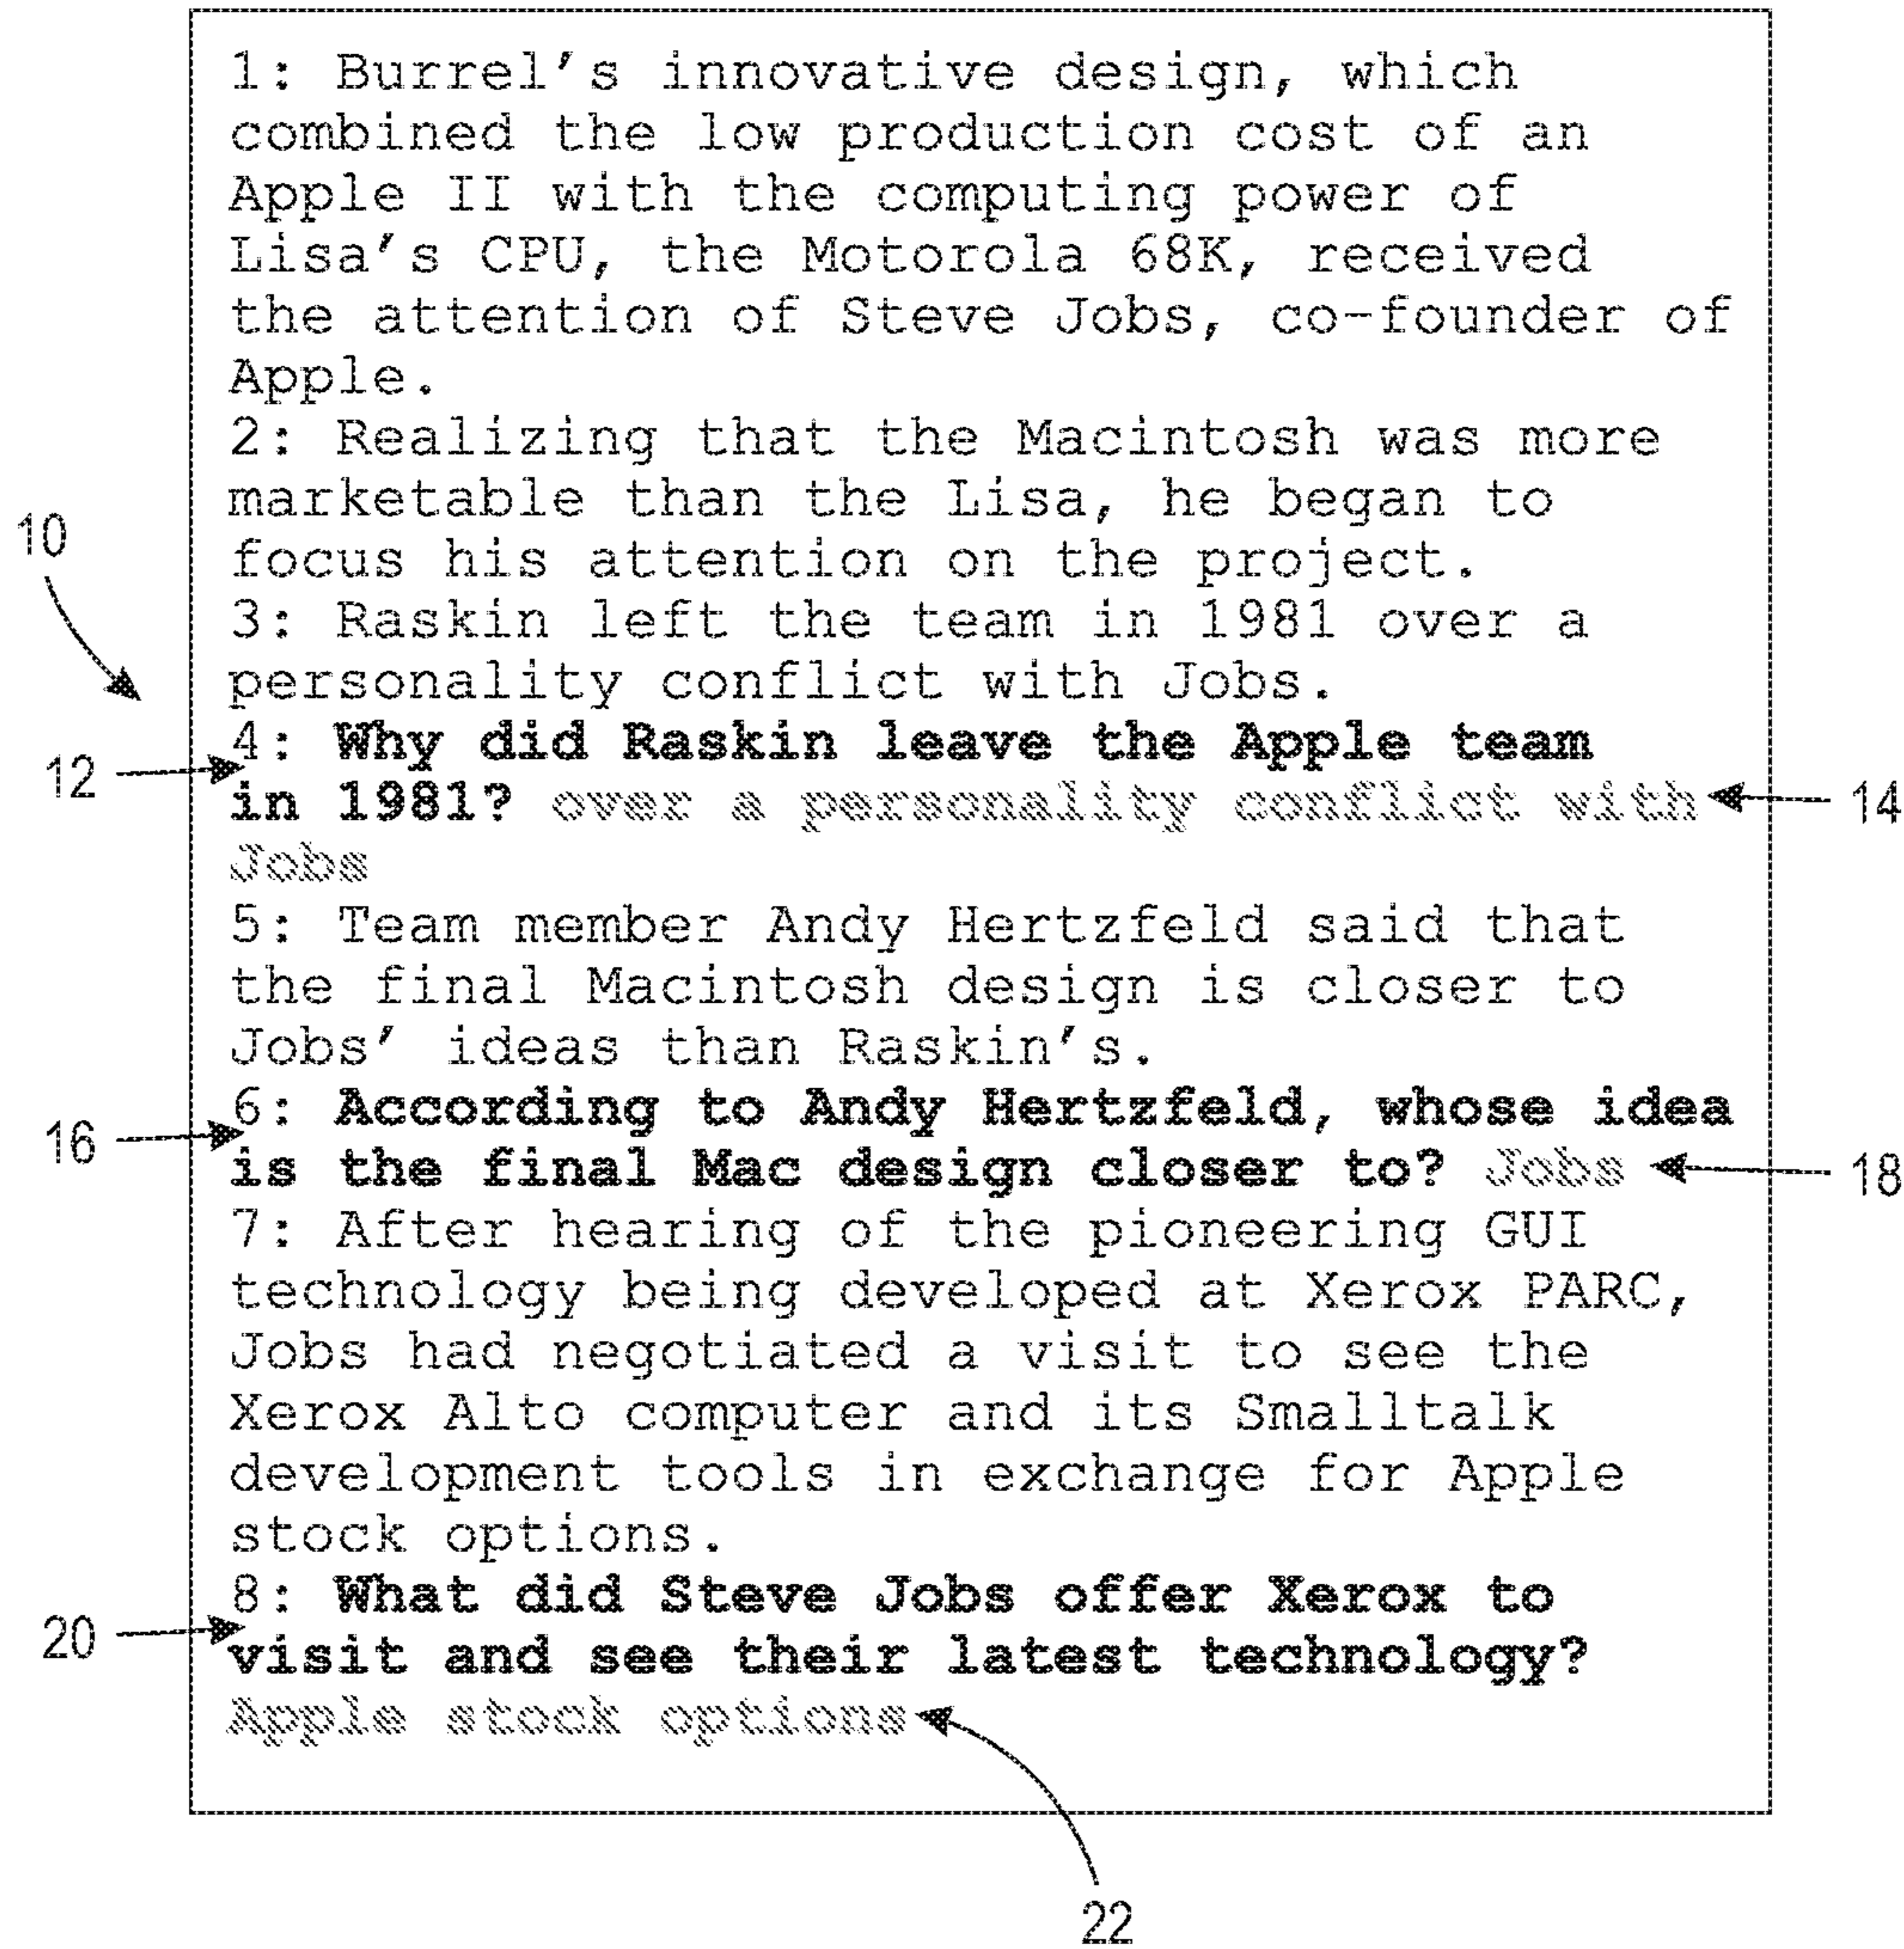 1: Burrel's innovative design, which
combined the low production cost of an
Apple II with the computing power of
Lisa's CPU, the Motorola 68K, received
the attention of Steve Jobs, co-founder of
Apple.
2: Realizing that the Macintosh was more
marketable than the Lisa, he began to
focus his attention on the project.
10
3: Raskin left the team in 1981 over a
personality conflict with Jobs.
4: Why did Raskin leave the Apple team
12
in 1981? over a personality conflict with
14
Jobs
5: Team member Andy Hertzfeld said that
the final Macintosh design is closer to
Jobs' ideas than Raskin's.
6: According to Andy Hertzfeld, whose idea
16
is the final Mac design closer to? Jobs
18
7: After hearing of the pioneering GUI
technology being developed at Xerox PARC,
Jobs had negotiated a visit to see the
Xerox Alto computer and its Smalltalk
development tools in exchange for Apple
stock options.
8: What did Steve Jobs offer Xerox to
20
visit and see their latest technology?
Apple stock options
22